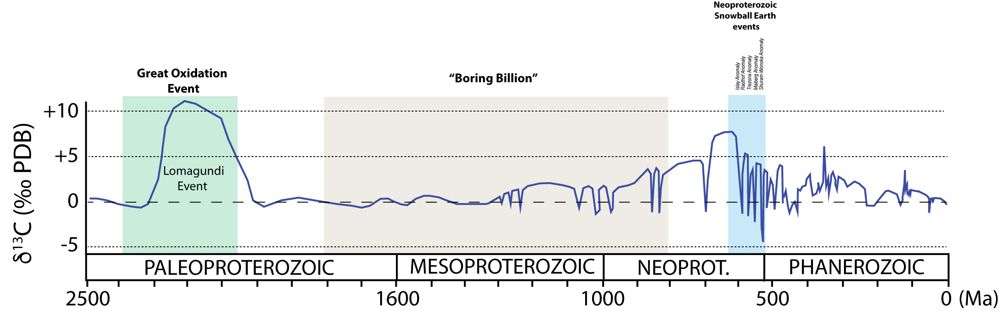 Neoproterozoic
Snowball Earth
events
Islay Anomaly
Rasthof Anomaly
Trezona Anomaly
Maiberg Anomaly
Shuram-Wonoka Anomaly
Great Oxidation
Event
“Boring Billion”
Lomagundi
Event
δ¹³C (‰ PDB)
+10
+5
0
-5
PALEOPROTEROZOIC
MESOPROTEROZOIC
NEOPROT.
PHANEROZOIC
2500
1600
1000
500
0 (Ma)